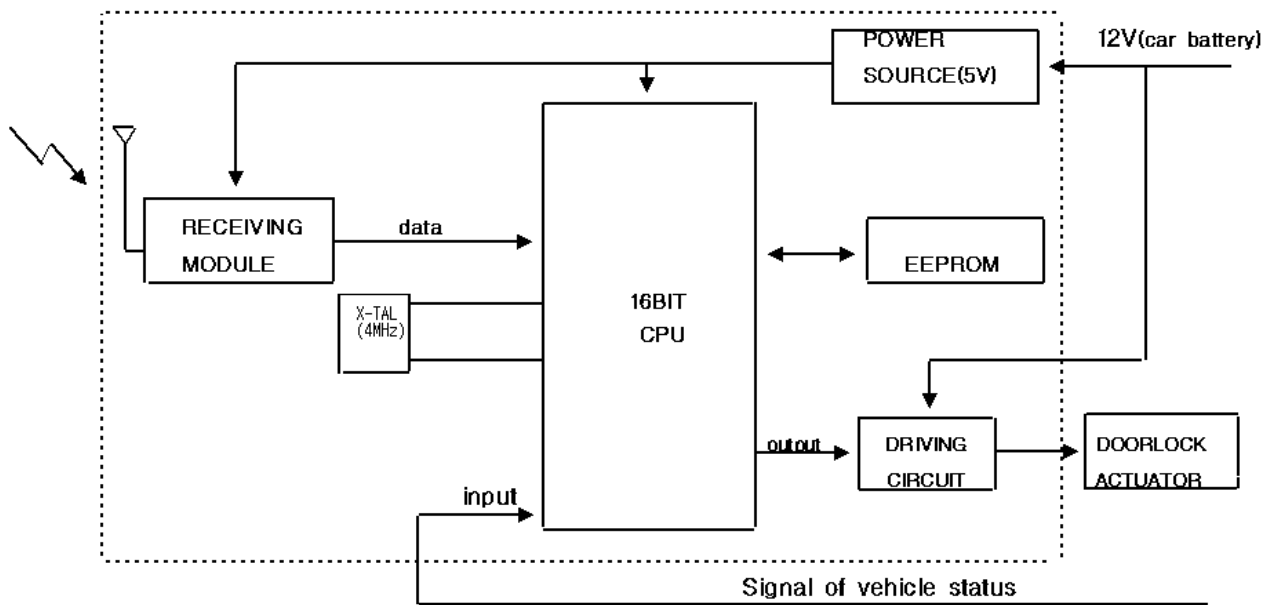 POWER
SOURCE(5V)
12V(car battery)
RECEIVING
MODULE
data
X-TAL
(4MHz)
16BIT
CPU
EEPROM
outout
DRIVING
CIRCUIT
DOORLOCK
ACTUATOR
input
Signal of vehicle status